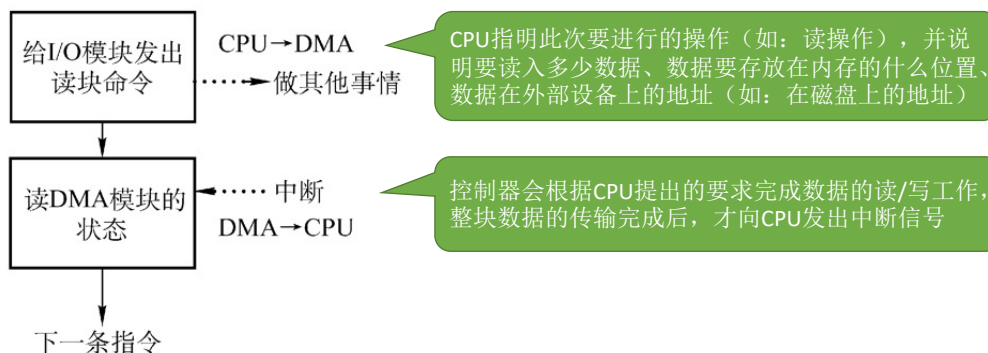 给I/O模块发出
读块命令
CPU→DMA
做其他事情
CPU指明此次要进行的操作（如：读操作），并说
明要读入多少数据、数据要存放在内存的什么位置、
数据在外部设备上的地址（如：在磁盘上的地址）
读DMA模块的
状态
中断
DMA→CPU
控制器会根据CPU提出的要求完成数据的读/写工作，
整块数据的传输完成后，才向CPU发出中断信号
下一条指令